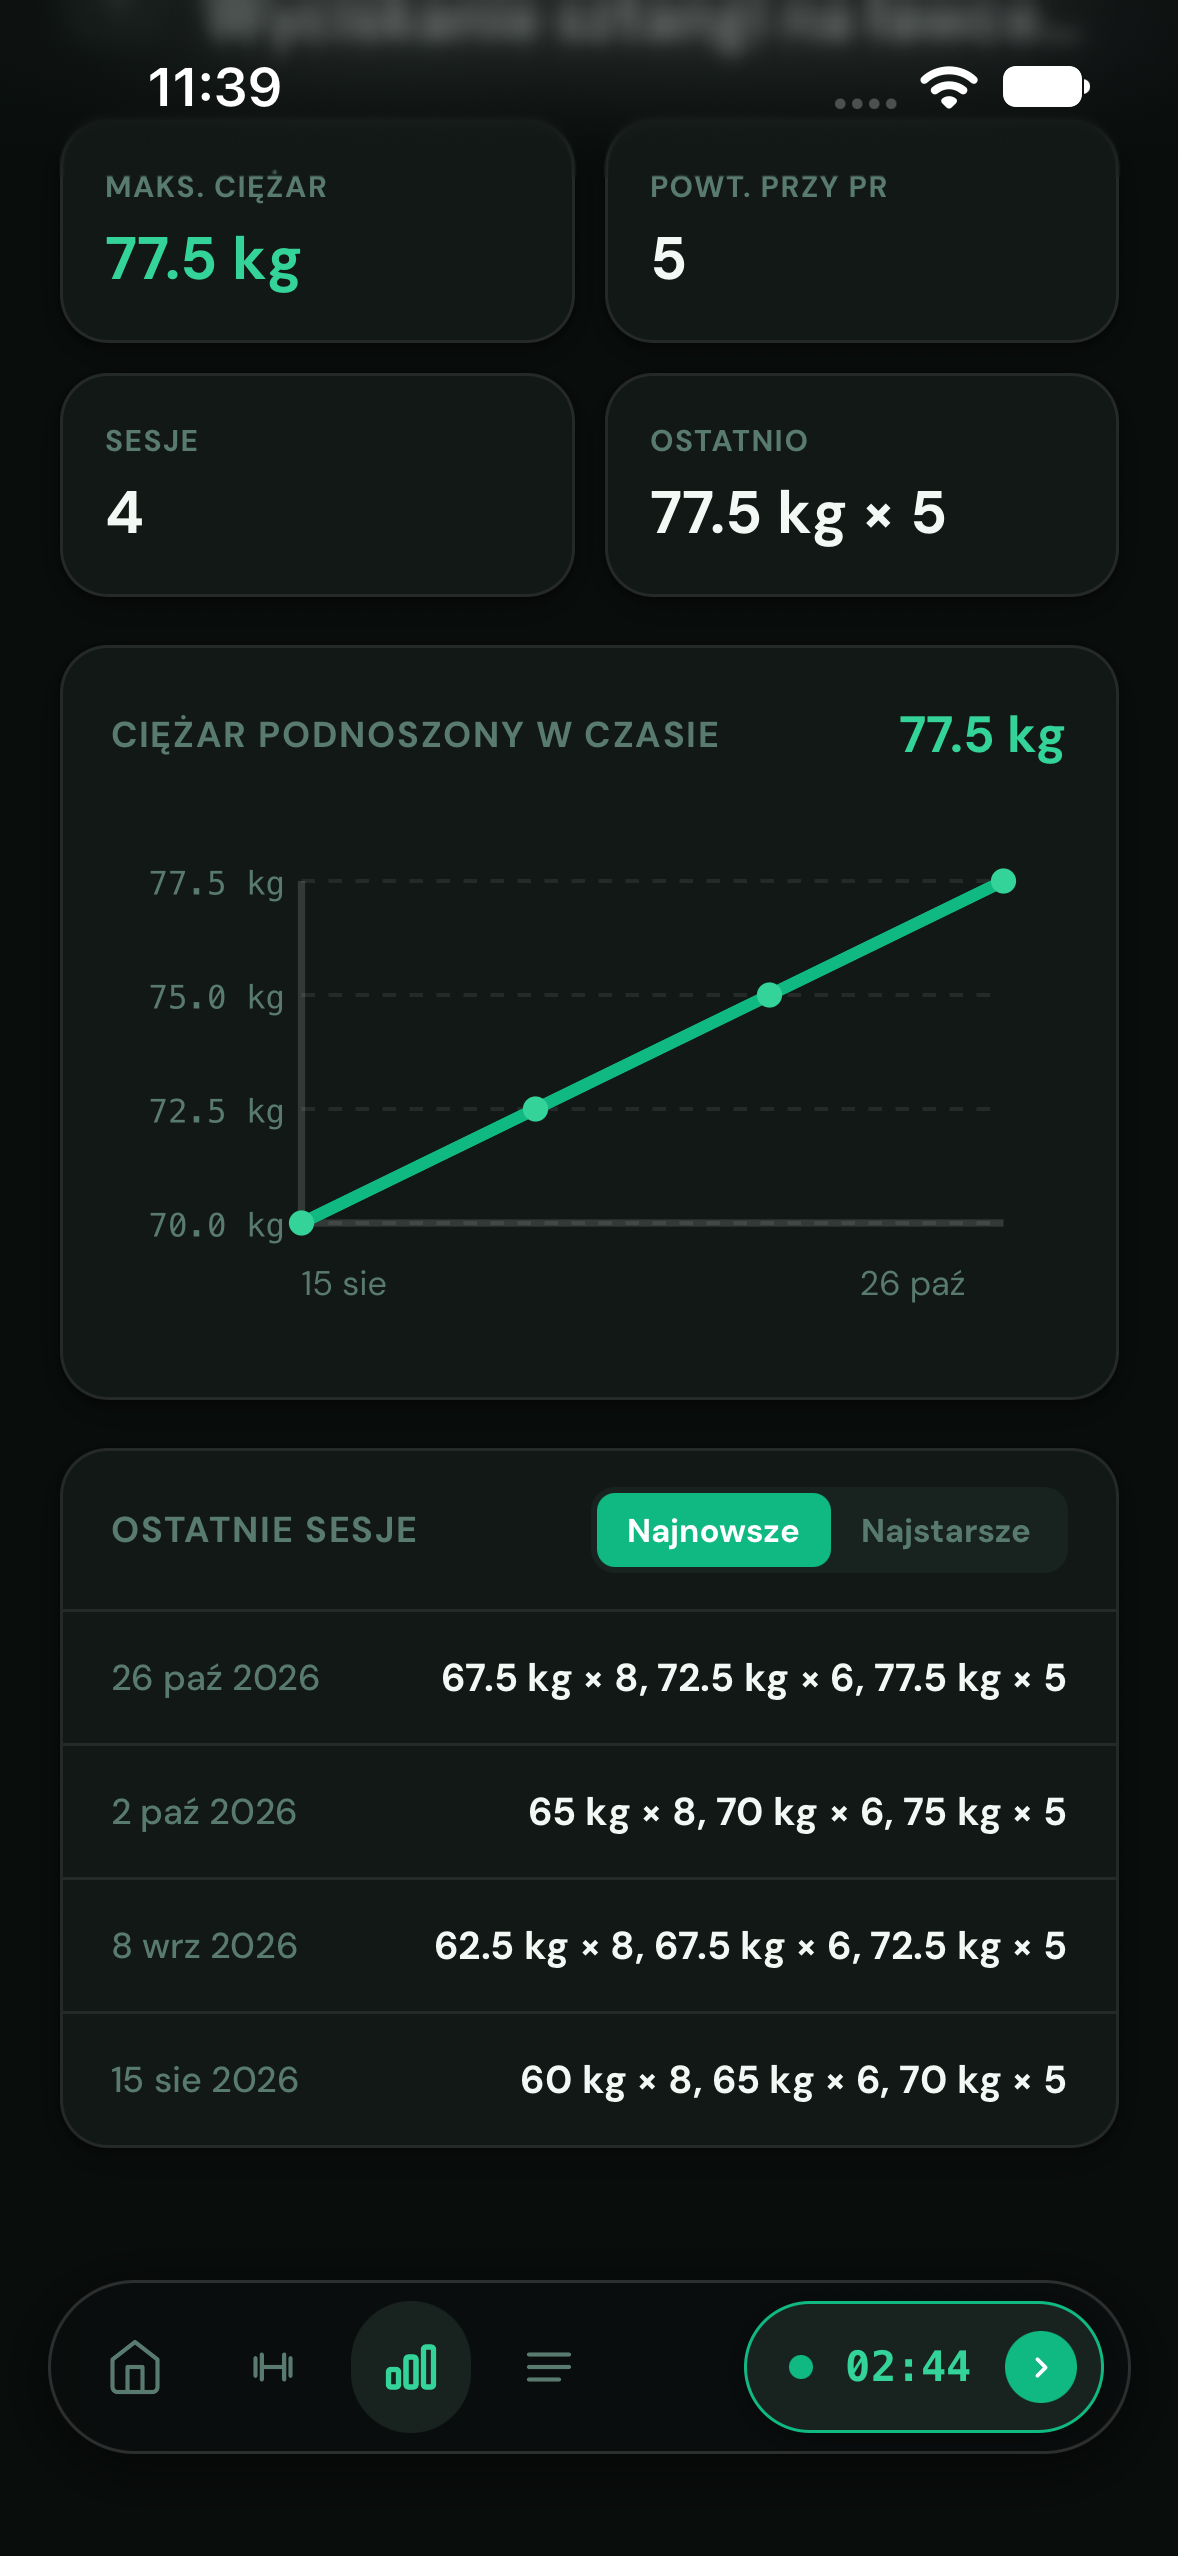 Wyciskanie sztangi na ławce...
11:39
MAKS. CIĘŻAR
77.5 kg
POWT. PRZY PR
5
SESJE
4
OSTATNIO
77.5 kg × 5
CIĘŻAR PODNOSZONY W CZASIE
77.5 kg
77.5 kg
75.0 kg
72.5 kg
70.0 kg
15 sie
26 paź
OSTATNIE SESJE
Najnowsze
Najstarsze
26 paź 2026
67.5 kg × 8, 72.5 kg × 6, 77.5 kg × 5
2 paź 2026
65 kg × 8, 70 kg × 6, 75 kg × 5
8 wrz 2026
62.5 kg × 8, 67.5 kg × 6, 72.5 kg × 5
15 sie 2026
60 kg × 8, 65 kg × 6, 70 kg × 5
02:44